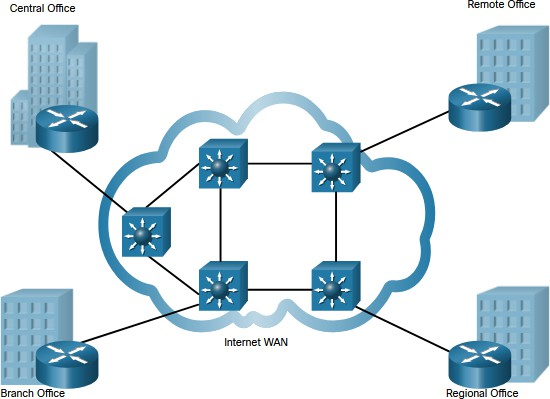 Central Office
Remote Office
Internet WAN
Branch Office
Regional Office